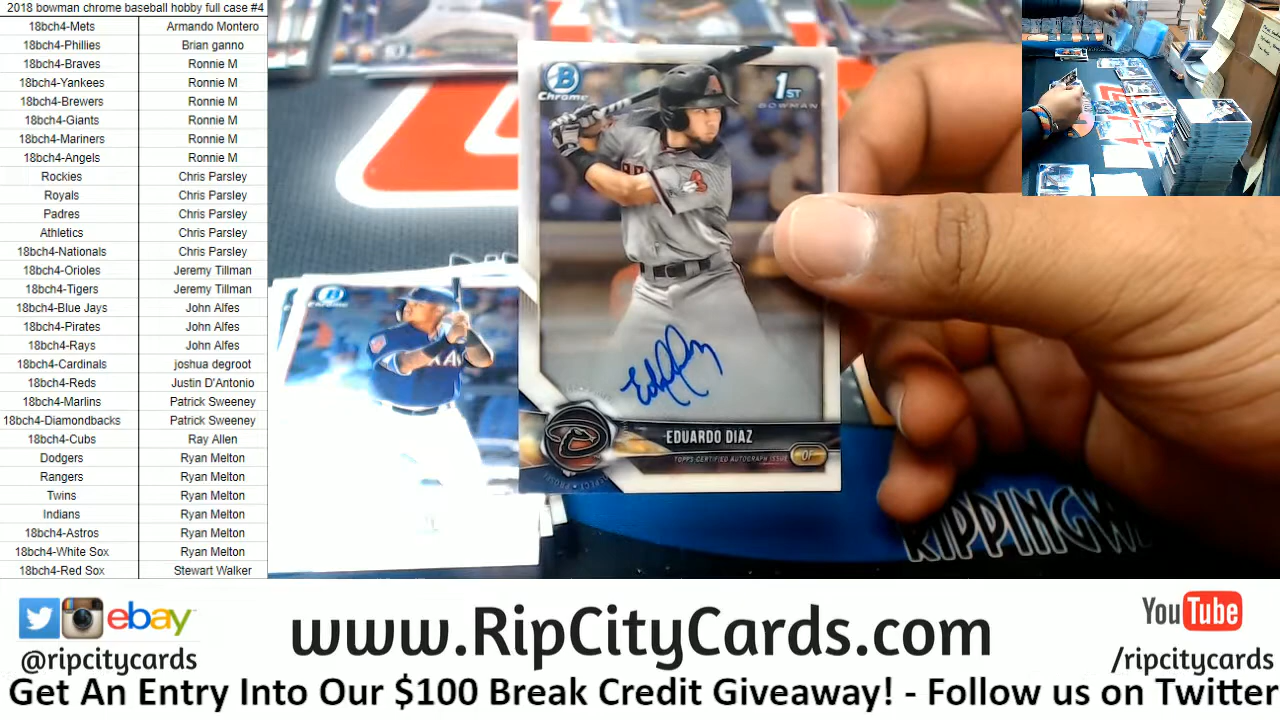 2018 bowman chrome baseball hobby full case #4
18bch4-Mets Armando Montero
18bch4-Phillies Brian ganno
18bch4-Braves Ronnie M
18bch4-Yankees Ronnie M
18bch4-Brewers Ronnie M
18bch4-Giants Ronnie M
18bch4-Mariners Ronnie M
18bch4-Angels Ronnie M
Rockies Chris Parsley
Royals Chris Parsley
Padres Chris Parsley
Athletics Chris Parsley
18bch4-Nationals Chris Parsley
18bch4-Orioles Jeremy Tillman
18bch4-Tigers Jeremy Tillman
18bch4-Blue Jays John Alfes
18bch4-Pirates John Alfes
18bch4-Rays John Alfes
18bch4-Cardinals joshua degroot
18bch4-Reds Justin D'Antonio
18bch4-Marlins Patrick Sweeney
18bch4-Diamondbacks Patrick Sweeney
18bch4-Cubs Ray Allen
Dodgers Ryan Melton
Rangers Ryan Melton
Twins Ryan Melton
Indians Ryan Melton
18bch4-Astros Ryan Melton
18bch4-White Sox Ryan Melton
18bch4-Red Sox Stewart Walker
B
Chrome
1ST
BOWMAN
EDUARDO DIAZ
TOPPS CERTIFIED AUTOGRAPH ISSUE OF
B
Chrome
RIPPINGW
ebay
@ripcitycards
www.RipCityCards.com
YouTube
/ripcitycards
Get An Entry Into Our $100 Break Credit Giveaway! - Follow us on Twitter